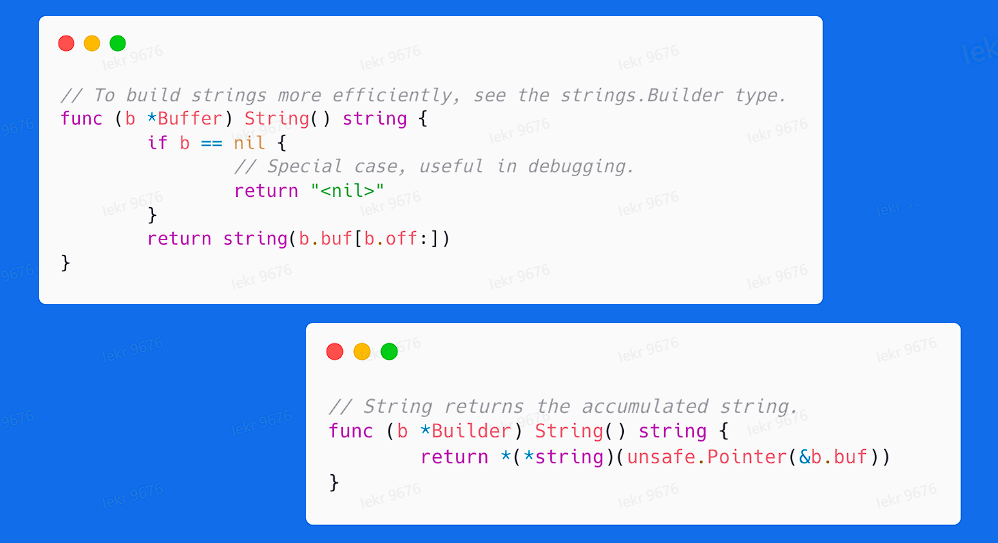 // To build strings more efficiently, see the strings.Builder type.
func (b *Buffer) String() string {
        if b == nil {
                // Special case, useful in debugging.
                return "<nil>"
        }
        return string(b.buf[b.off:])
}
// String returns the accumulated string.
func (b *Builder) String() string {
        return *(*string)(unsafe.Pointer(&b.buf))
}
lekr 9676